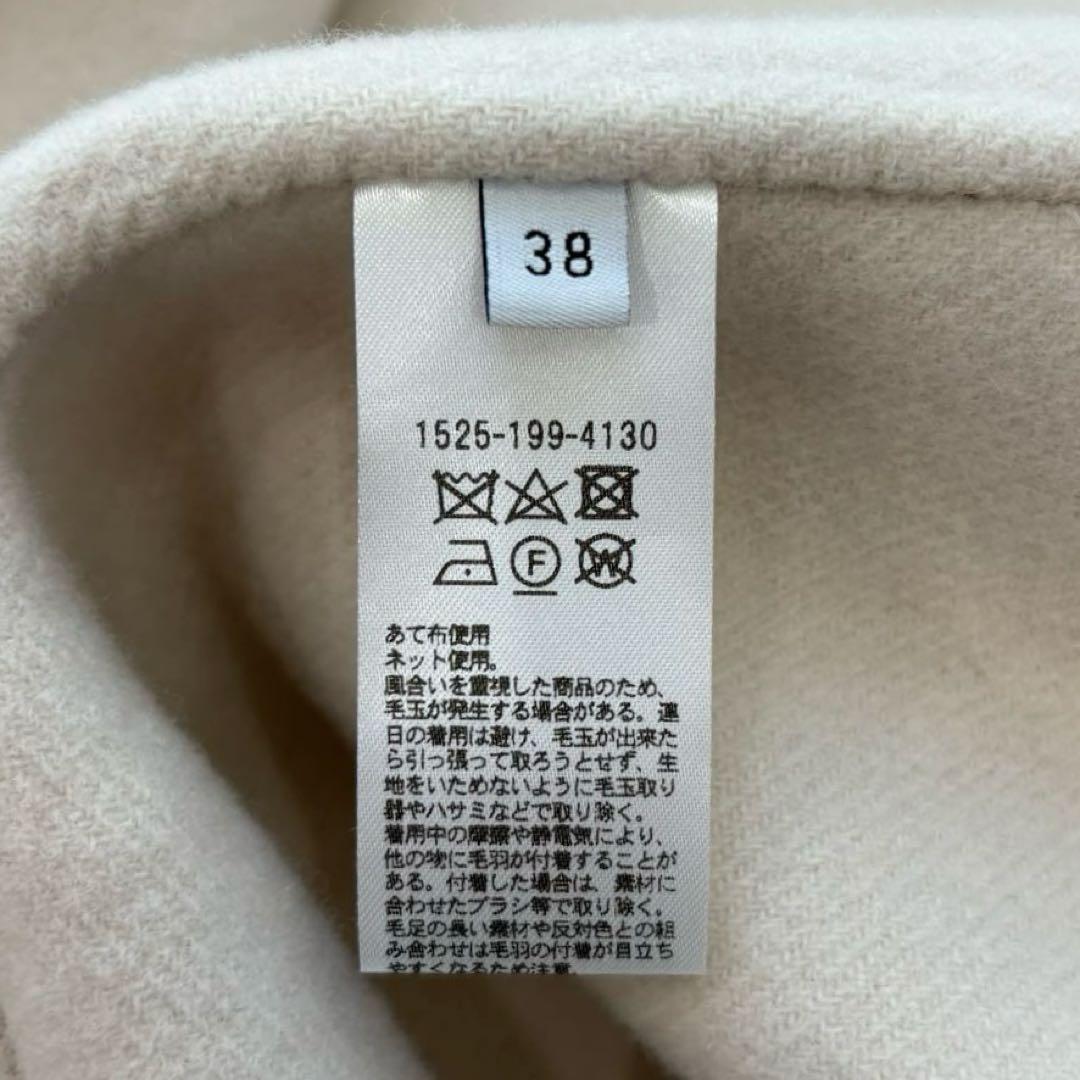 38
1525-199-4130
F
W
あて布使用
ネット使用。
風合いを重視した商品のため、
毛玉が発生する場合がある。連
日の着用は避け、毛玉が出来た
ら引っ張って取ろうとせず、生
地をいためないように毛玉取り
器やハサミなどで取り除く。
着用中の摩擦や静電気により、
他の物に毛羽が付着することが
ある。付着した場合は、素材に
合わせたブラシ等で取り除く。
毛足の長い素材や反対色との組
み合わせは毛羽の付着が目立ち
やすくなるため注意。